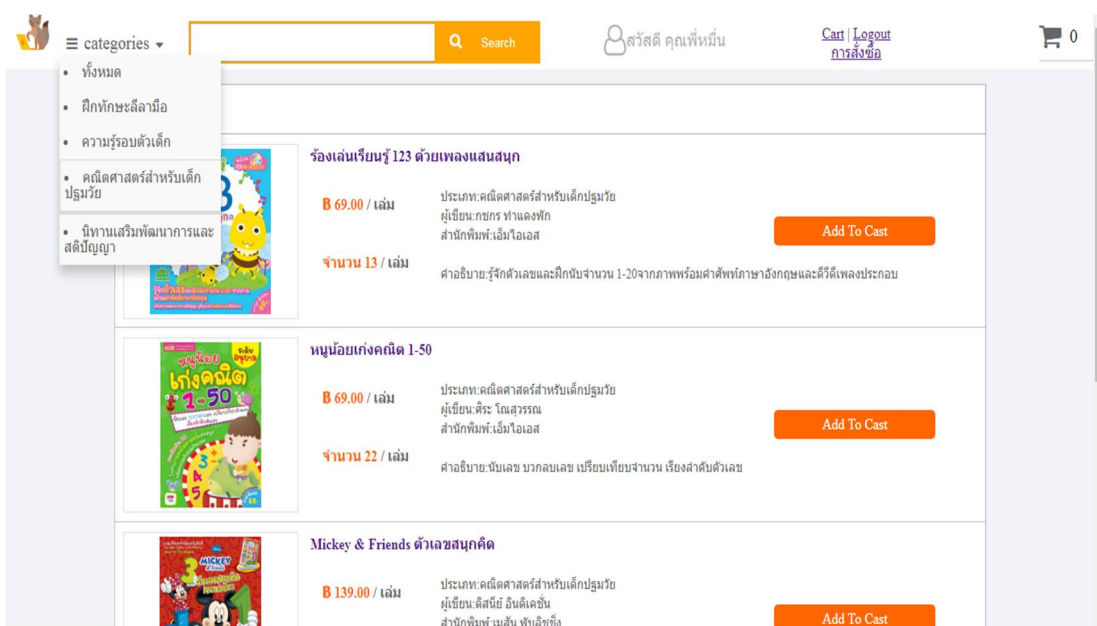 categories
Search
สวัสดี คุณพี่หมื่น
Cart | Logout
การสั่งซื้อ
0
ทั้งหมด
ฝึกทักษะลีลามือ
ความรู้รอบตัวเด็ก
คณิตศาสตร์สำหรับเด็ก
ปฐมวัย
นิทานเสริมพัฒนาการและ
สติปัญญา
ร้องเล่นเรียนรู้ 123 ด้วยเพลงแสนสนุก
฿ 69.00 / เล่ม
ประเภท:คณิตศาสตร์สำหรับเด็กปฐมวัย
ผู้เขียน:กชกร ทำแดงพัก
สำนักพิมพ์:เอ็มไอเอส
Add To Cast
จำนวน 13 / เล่ม
คำอธิบาย:รู้จักตัวเลขและฝึกนับจำนวน 1-20จากภาพพร้อมคำศัพท์ภาษาอังกฤษและดีวีดีเพลงประกอบ
หนูน้อยเก่งคณิต 1-50
หนูน้อย
เก่งคณิต
1-50
฿ 69.00 / เล่ม
ประเภท:คณิตศาสตร์สำหรับเด็กปฐมวัย
ผู้เขียน:ศิระ โณสุวรรณ
สำนักพิมพ์:เอ็มไอเอส
Add To Cast
จำนวน 22 / เล่ม
คำอธิบาย:นับเลข บวกลบเลข เปรียบเทียบจำนวน เรียงลำดับตัวเลข
Mickey & Friends ตัวเลขสนุกคิด
MICKEY
฿ 139.00 / เล่ม
ประเภท:คณิตศาสตร์สำหรับเด็กปฐมวัย
ผู้เขียน:ดิสนีย์ อินดิเคชั่น
สำนักพิมพ์:เมสัน พับลิชชิ่ง
Add To Cast